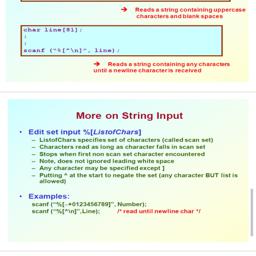 ➔ Reads a string containing uppercase
characters and blank spaces
char line[81];
:
:
scanf ("%[^\n]", line);
➔ Reads a string containing any characters
until a newline character is received
More on String Input
• Edit set input %[ListofChars]
– ListofChars specifies set of characters (called scan set)
– Characters read as long as character falls in scan set
– Stops when first non scan set character encountered
– Note, does not ignored leading white space
– Any character may be specified except ]
– Putting ^ at the start to negate the set (any character BUT list is
allowed)
• Examples:
scanf ("%[-+0123456789]", Number);
scanf ("%[^\n]",Line); /* read until newline char */